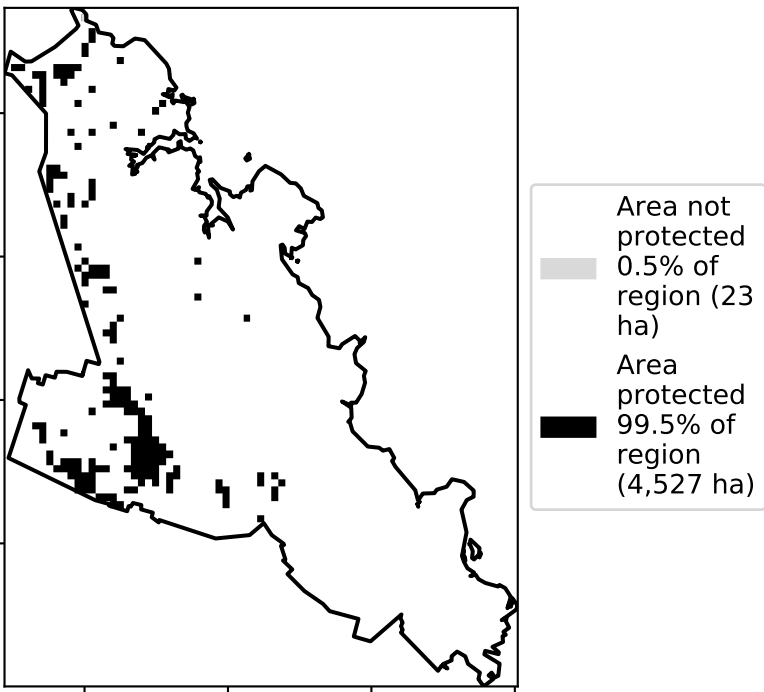 Area not
protected
0.5% of
region (23
ha)
Area
protected
99.5% of
region
(4,527 ha)